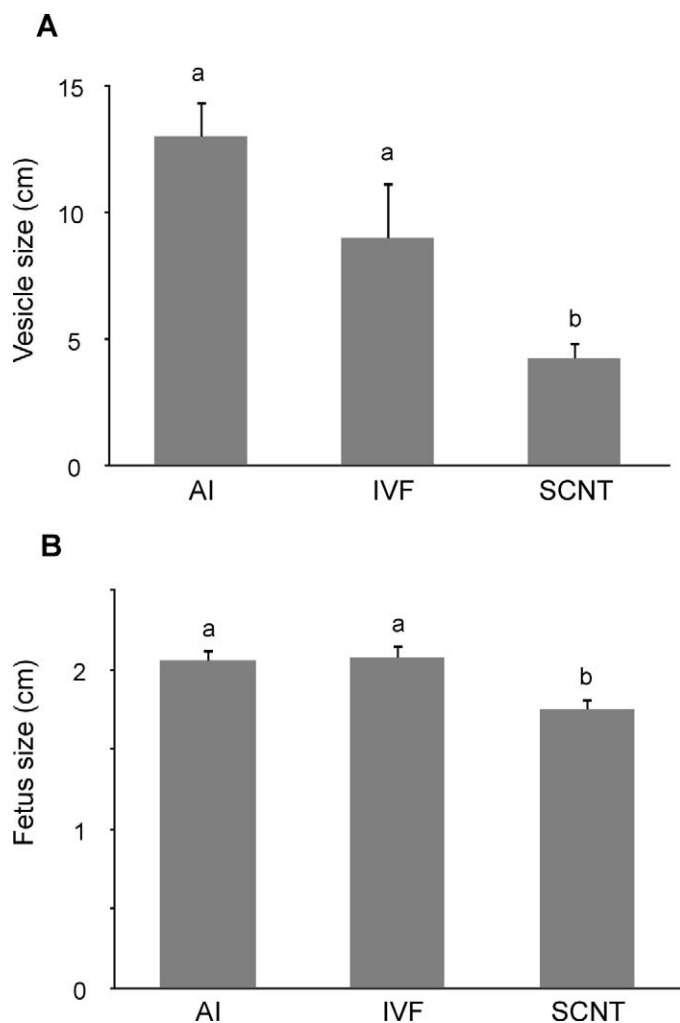 A
a
15
a
10
b
5
0
Vesicle size (cm)
AI IVF SCNT
B
a a
2
b
1
0
Fetus size (cm)
AI IVF SCNT